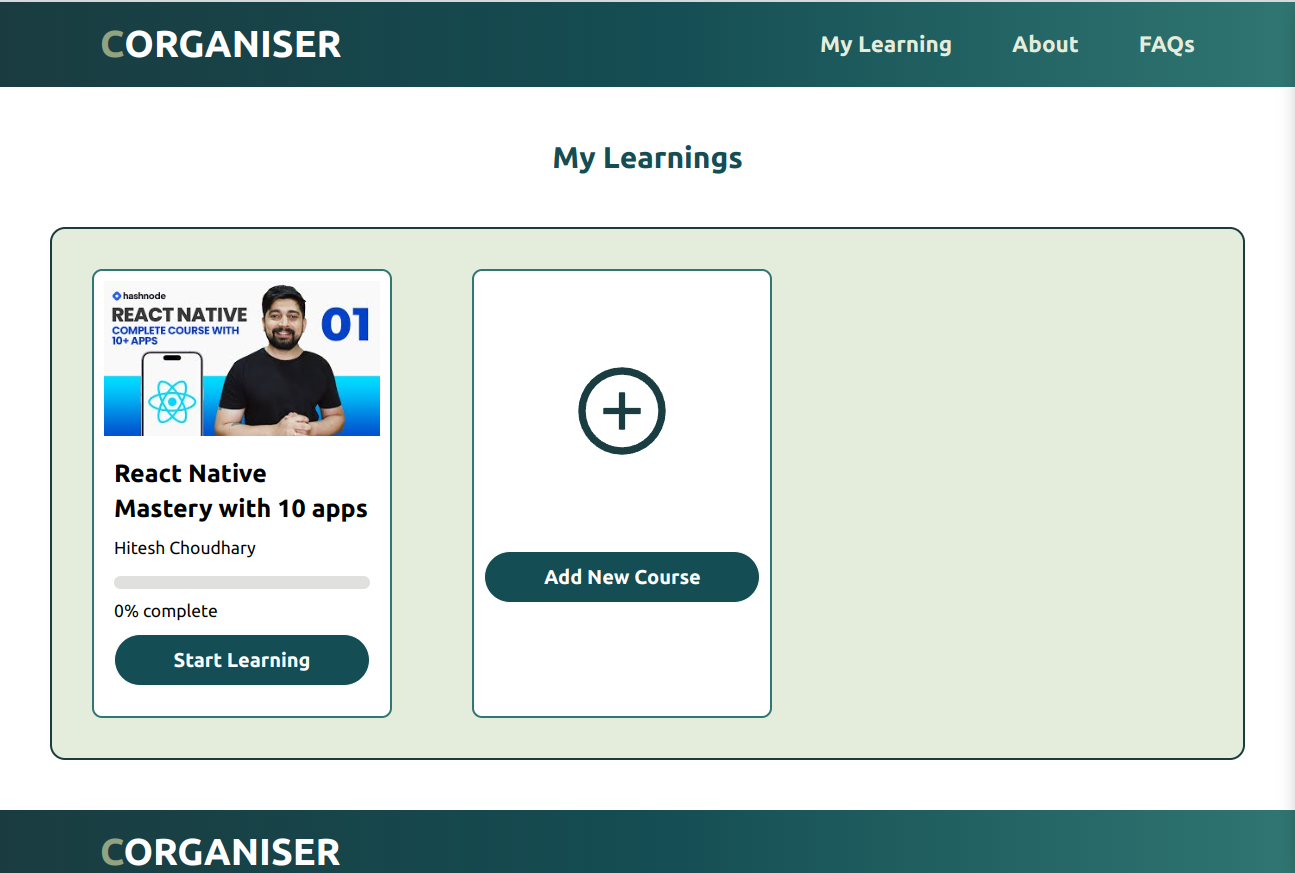 CORGANISER
My Learning
About
FAQs
My Learnings
hashnode
REACT NATIVE
COMPLETE COURSE WITH
10+ APPS
01
React Native
Mastery with 10 apps
Hitesh Choudhary
0% complete
Start Learning
Add New Course
CORGANISER